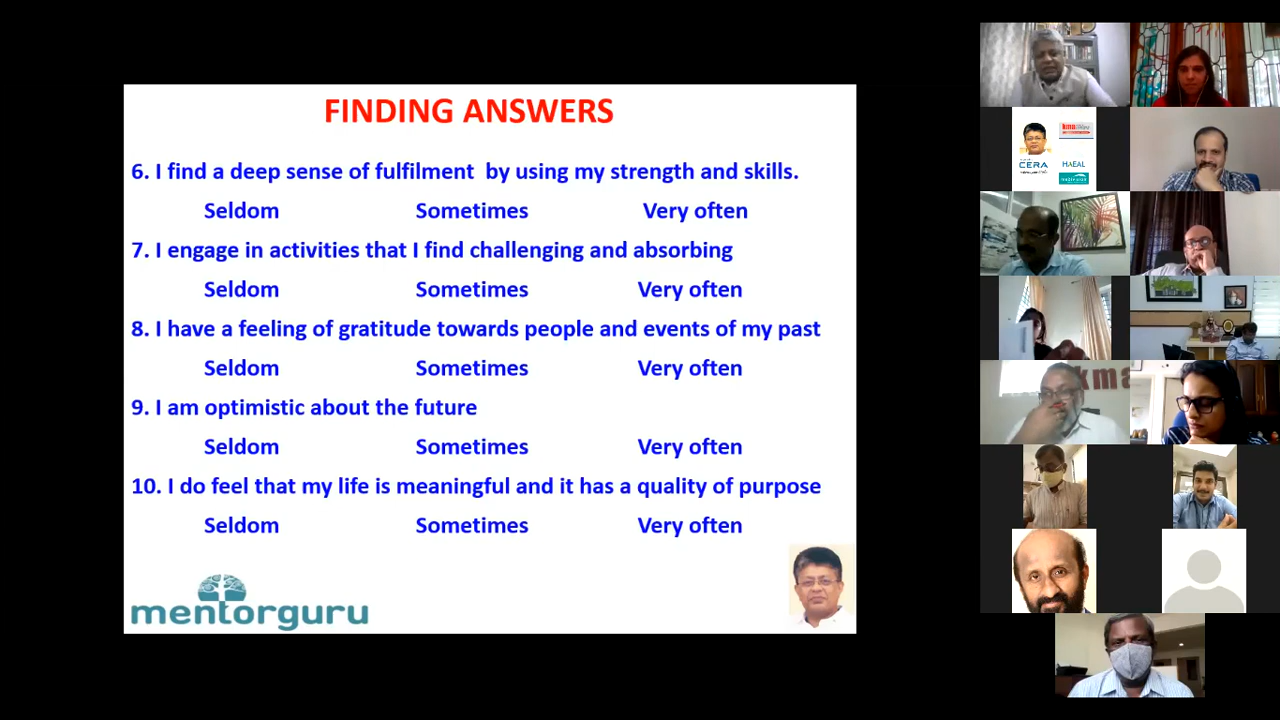 FINDING ANSWERS
6. I find a deep sense of fulfilment by using my strength and skills.
Seldom Sometimes Very often
7. I engage in activities that I find challenging and absorbing
Seldom Sometimes Very often
8. I have a feeling of gratitude towards people and events of my past
Seldom Sometimes Very often
9. I am optimistic about the future
Seldom Sometimes Very often
10. I do feel that my life is meaningful and it has a quality of purpose
Seldom Sometimes Very often
mentorguru
CERA
HAEAL
kma